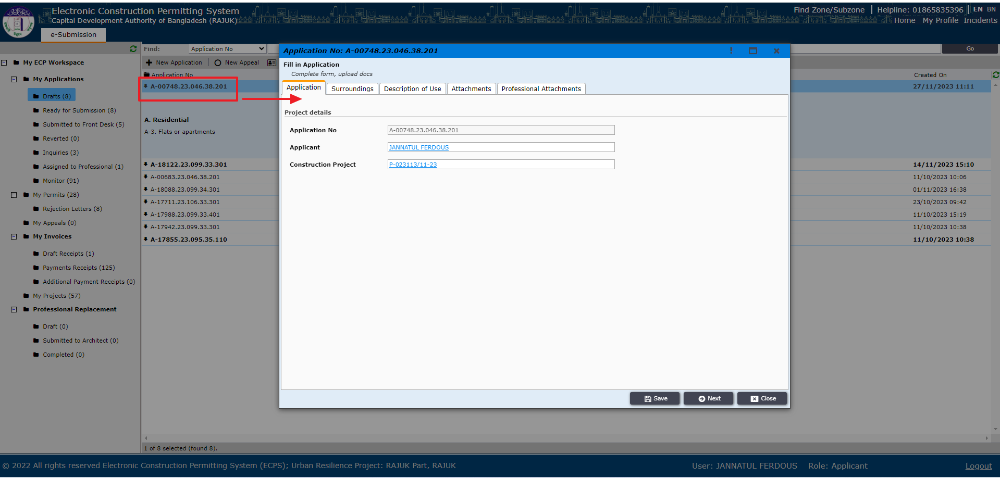 Electronic Construction Permitting System
Capital Development Authority of Bangladesh (RAJUK)
Find Zone/Subzone | Helpline: 01865835396 | EN BN
Home My Profile Incidents
e-Submission
My ECP Workspace
My Applications
Drafts (8)
Ready for Submission (8)
Submitted to Front Desk (5)
Reverted (0)
Inquiries (3)
Assigned to Professional (1)
Monitor (91)
My Permits (28)
Rejection Letters (8)
My Appeals (0)
My Invoices
Draft Receipts (1)
Payments Receipts (125)
Additional Payment Receipts (0)
My Projects (57)
Professional Replacement
Draft (0)
Submitted to Architect (0)
Completed (0)
Find: Application No Go
New Application New Appeal
Application No Created On
A-00748.23.046.38.201 27/11/2023 11:11
A. Residential
A-3. Flats or apartments
A-18122.23.099.33.301 14/11/2023 15:10
A-00683.23.046.38.201 11/10/2023 10:06
A-18088.23.099.34.301 01/11/2023 16:38
A-17711.23.106.33.301 23/10/2023 09:42
A-17988.23.099.33.401 11/10/2023 15:19
A-17942.23.099.33.301 11/10/2023 10:38
A-17855.23.095.35.110 11/10/2023 10:38
1 of 8 selected (found 8).
Application No: A-00748.23.046.38.201
Fill in Application
Complete form, upload docs
Application Surroundings Description of Use Attachments Professional Attachments
Project details
Application No A-00748.23.046.38.201
Applicant JANNATUL FERDOUS
Construction Project P-023113/11-23
Save Next Close
© 2022 All rights reserved Electronic Construction Permitting System (ECPS); Urban Resilience Project: RAJUK Part, RAJUK
User: JANNATUL FERDOUS Role: Applicant Logout